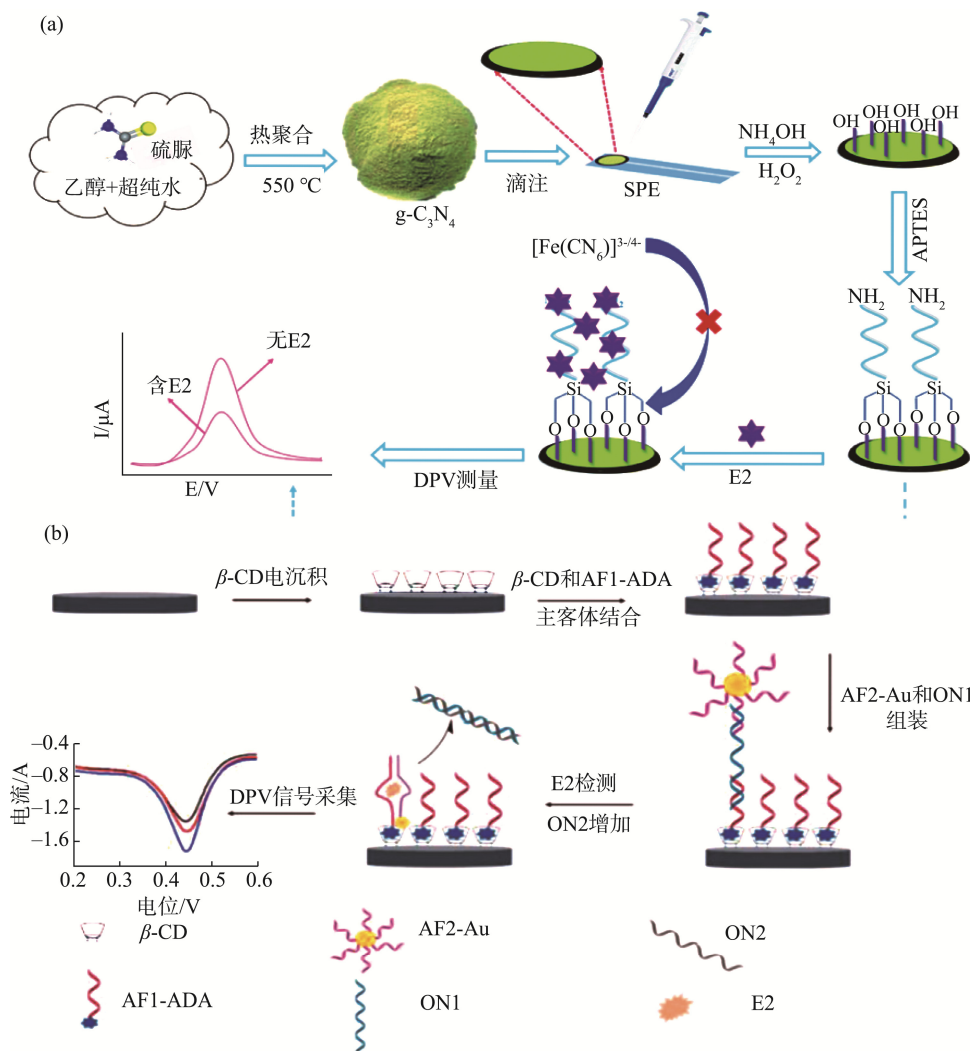 (a)
硫脲
乙醇+超纯水
热聚合
550 ℃
g-C₃N₄
滴注
SPE
NH₄OH
H₂O₂
OH OH OH OH OH OH OH
APTES
[Fe(CN₆)]³⁻/⁴⁻
NH₂ NH₂
Si Si
O O O O O O
Si Si
O O O O O O
E2
DPV测量
无E2
含E2
I/μA
E/V
(b)
β-CD电沉积
β-CD和AF1-ADA
主客体结合
AF2-Au和ON1
组装
E2检测
ON2增加
DPV信号采集
电流/A
–0.4
–0.8
–1.2
–1.6
0.2 0.3 0.4 0.5 0.6
电位/V
β-CD
AF2-Au
ON2
AF1-ADA
ON1
E2